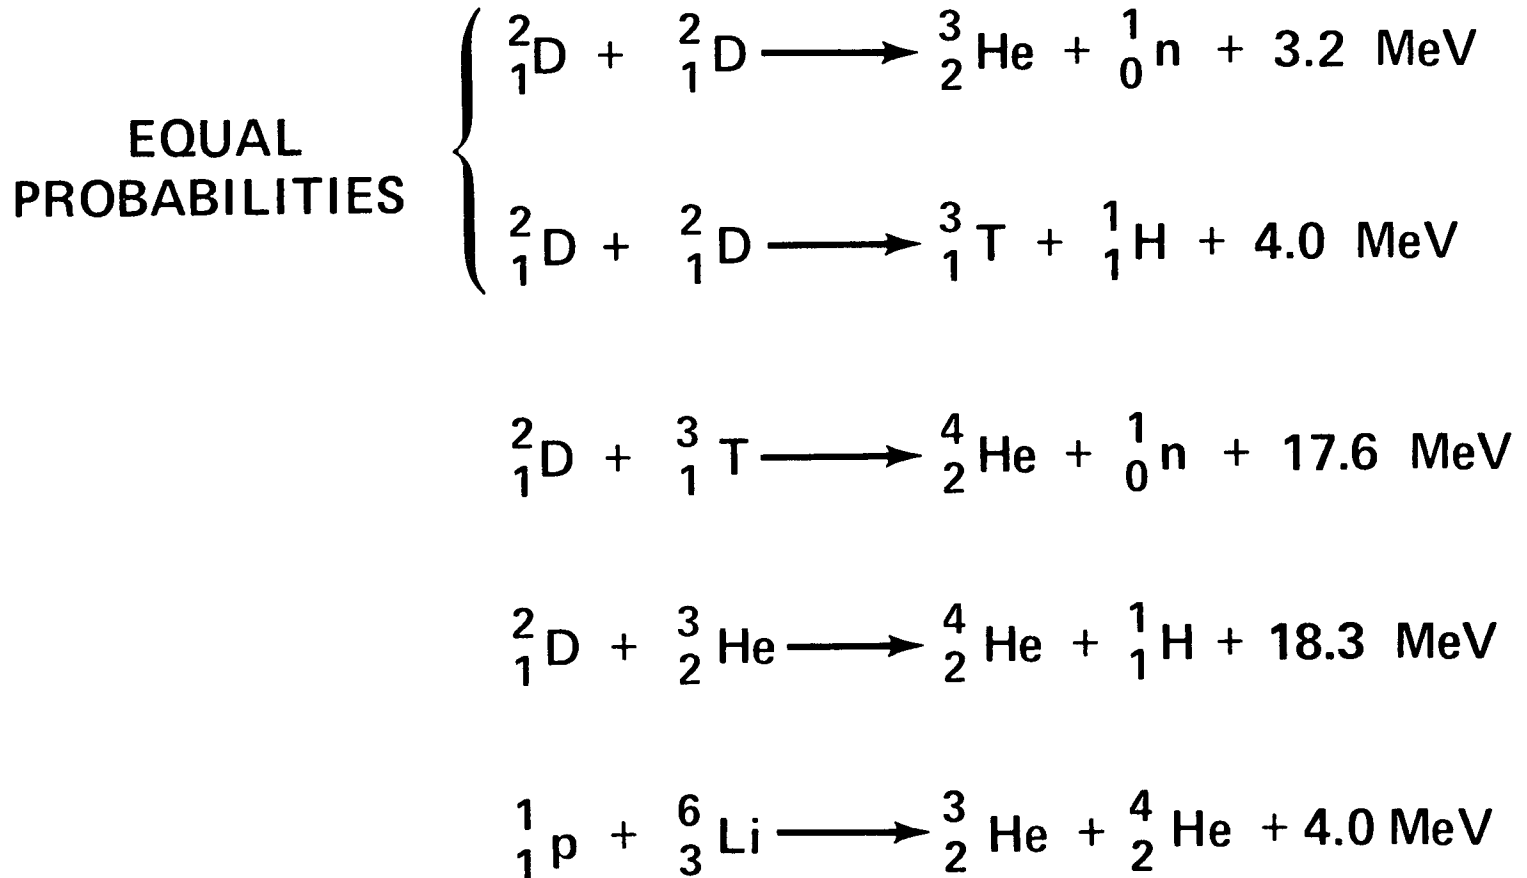 ²₁D + ²₁D ⟶ ³₂He + ¹₀n + 3.2 MeV
EQUAL
PROBABILITIES
²₁D + ²₁D ⟶ ³₁T + ¹₁H + 4.0 MeV
²₁D + ³₁T ⟶ ⁴₂He + ¹₀n + 17.6 MeV
²₁D + ³₂He ⟶ ⁴₂He + ¹₁H + 18.3 MeV
¹₁p + ⁶₃Li ⟶ ³₂He + ⁴₂He + 4.0 MeV